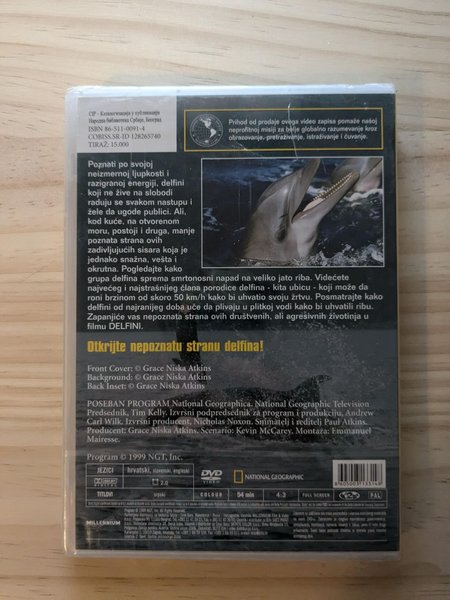 CIP - Каталогизација у публикацији
Народна библиотека Србије, Београд
ISBN 86-511-0091-4
COBISS.SR-ID 128265740
TIRAŽ: 15.000
Prihod od prodaje ovoga video zapisa pomaže našoj
neprofitnoj misiji za bolje globalno razumevanje kroz
obrazovanje, pretraživanje, istraživanje i čuvanje.
Poznati po svojoj
neizmernoj ljupkosti i
razigranoj energiji, delfini
koji ne žive na slobodi
raduju se svakom nastupu i
žele da ugode publici. Ali,
kod kuće, na otvorenom
moru, postoji i druga, manje
poznata strana ovih
zadivljujućih sisara koja je
jednako snažna, vešta i
okrutna. Pogledajte kako
grupa delfina sprema smrtonosni napad na veliko jato riba. Videćete
najvećeg i najstrašnijeg člana porodice delfina - kita ubicu - koji može da
roni brzinom od skoro 50 km/h kako bi uhvatio svoju žrtvu. Posmatrajte kako
delfini od najranijeg doba uče da plivaju u plitkoj vodi kako bi uhvatili ribu.
Zapanjiće vas nepoznata strana ovih društvenih, ali agresivnih životinja u
filmu DELFINI.
Otkrijte nepoznatu stranu delfina!
Front Cover: © Grace Niska Atkins
Background: © Grace Niska Atkins
Back Inset: © Grace Niska Atkins
POSEBAN PROGRAM National Geographica. National Geographic Television
Predsednik, Tim Kelly. Izvršni podpredsednik za program i produkciju, Andrew
Carl Wilk. Izvršni producent, Nicholas Noxon. Snimatelj i reditelj Paul Atkins.
Producent: Grace Niska Atkins. Scenario: Kevin McCarey. Montaža: Emmanuel
Mairesse.
Program © 1999 NGT, Inc.
JEZICI hrvatski, slovenski, engleski
DVD VIDEO
NATIONAL GEOGRAPHIC
DOLBY DIGITAL 2.0
TITLOVI srpski COLOUR 54 min 4:3 FULL SCREEN PAL
MILLENNIUM